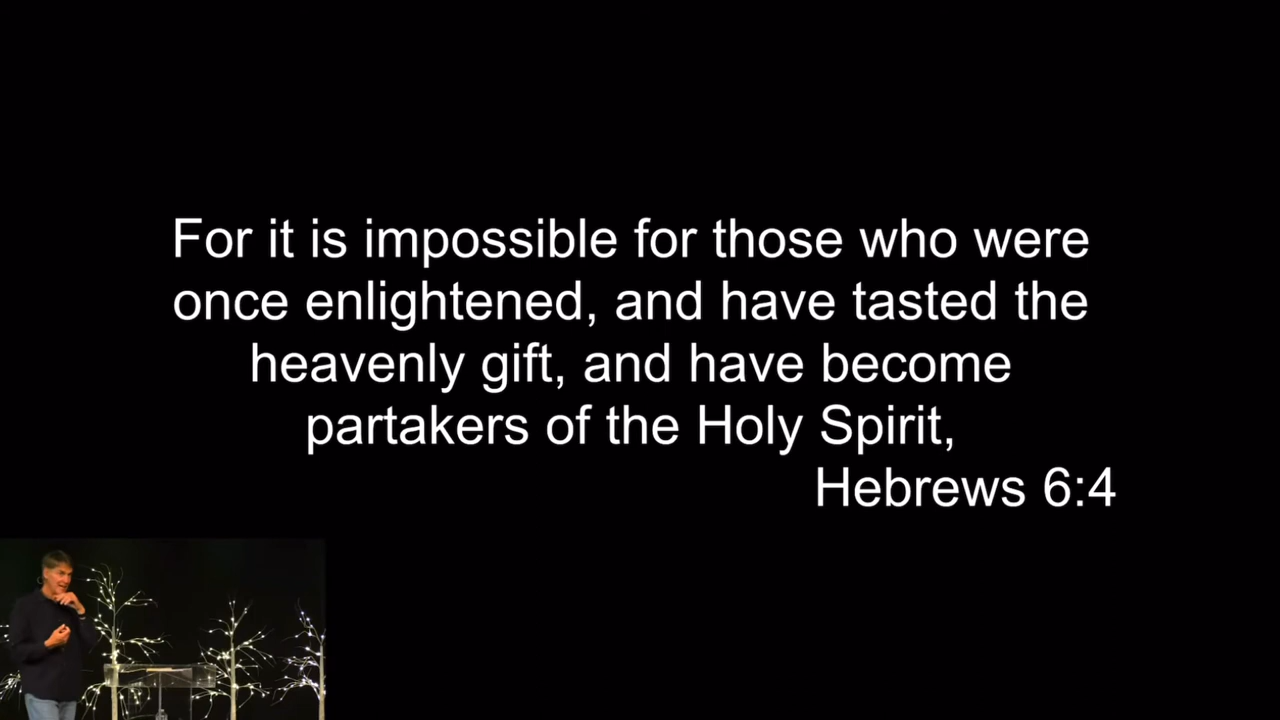 For it is impossible for those who were
once enlightened, and have tasted the
heavenly gift, and have become
partakers of the Holy Spirit,
Hebrews 6:4